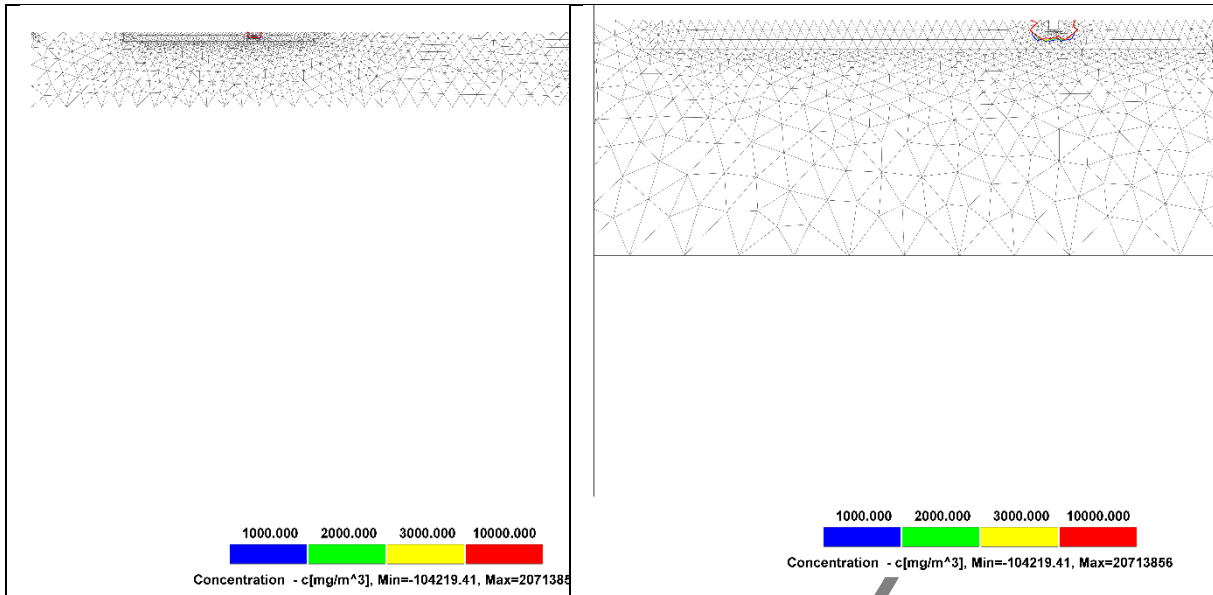 1000.000 2000.000 3000.000 10000.000
Concentration - c[mg/m^3], Min=-104219.41, Max=2071385
1000.000 2000.000 3000.000 10000.000
Concentration - c[mg/m^3], Min=-104219.41, Max=20713856